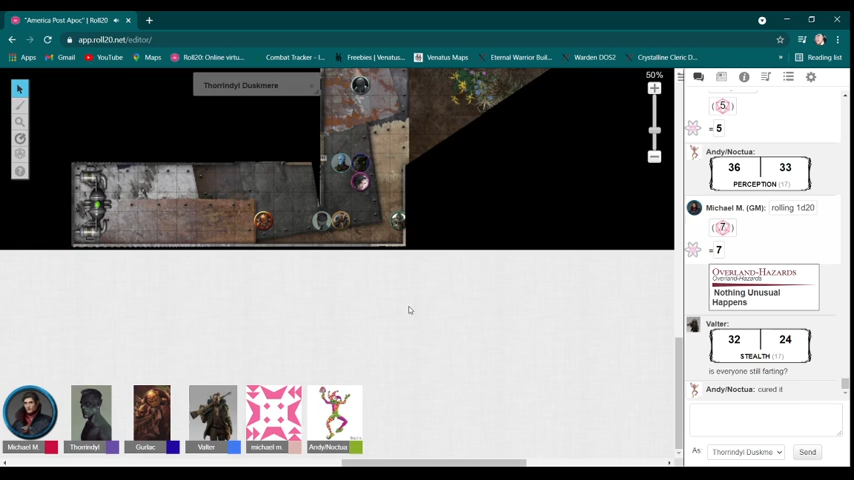 "America Post Apoc" | Roll20
app.roll20.net/editor/
Apps
Gmail
YouTube
Maps
Roll20: Online virtu...
Combat Tracker - I...
Freebies | Venatus...
Venatus Maps
Eternal Warrior Buil...
Warden DOS2
Crystalline Cleric D...
»
Reading list
Thorrindyl Duskmere
50%
(5)
= 5
Andy/Noctua:
36 33
PERCEPTION (17)
Michael M. (GM): rolling 1d20
(7)
= 7
OVERLAND-HAZARDS
Overland-Hazards
Nothing Unusual
Happens
Valter:
32 24
STEALTH (17)
is everyone still farting?
Andy/Noctua: cured it
Michael M
Thorrindyl
Gurlac
Valter
michael m
Andy/Noctua
As: Thorrindyl Duskme
Send